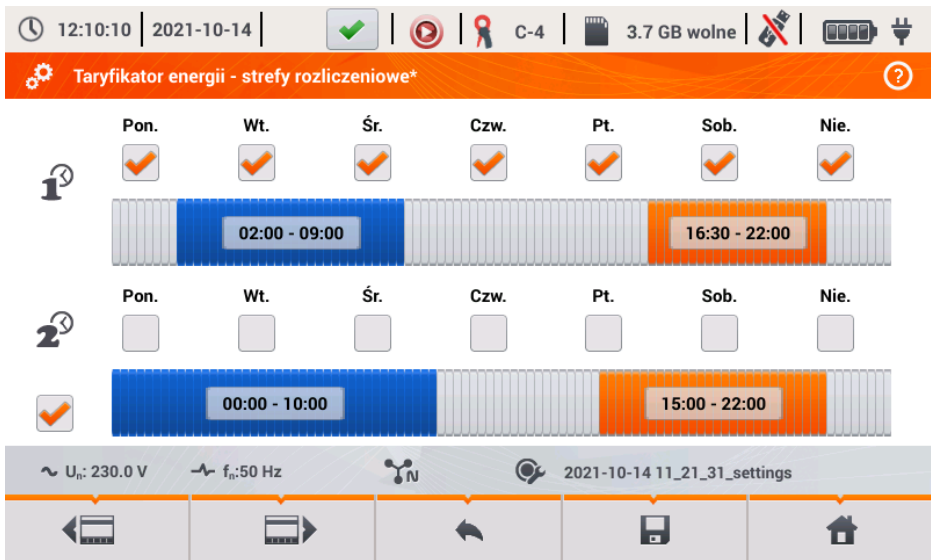 12:10:10 2021-10-14 C-4 3.7 GB wolne
Taryfikator energii - strefy rozliczeniowe* ?
Pon. Wt. Śr. Czw. Pt. Sob. Nie.
1
02:00 - 09:00 16:30 - 22:00
Pon. Wt. Śr. Czw. Pt. Sob. Nie.
2
00:00 - 10:00 15:00 - 22:00
Un: 230.0 V fn:50 Hz N 2021-10-14 11_21_31_settings